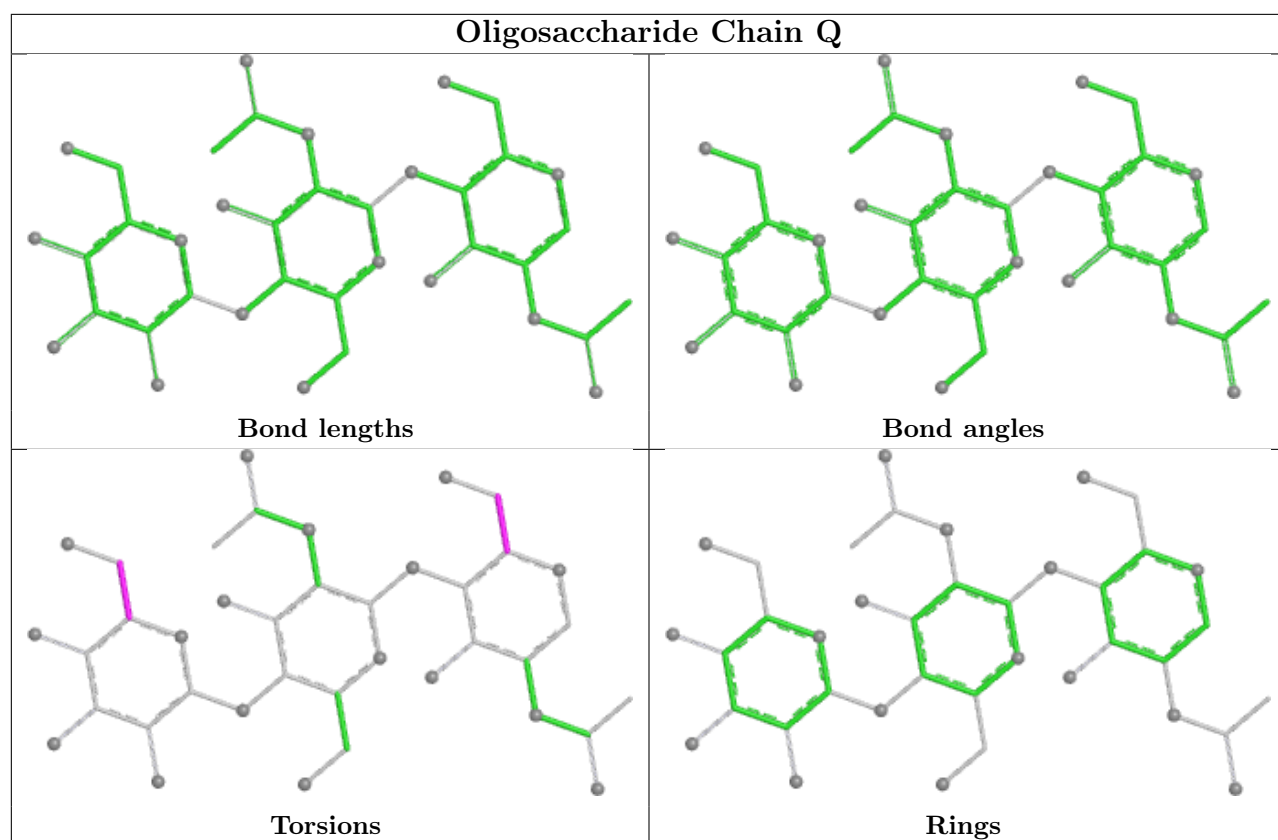 Oligosaccharide Chain Q
Bond lengths
Bond angles
Torsions
Rings